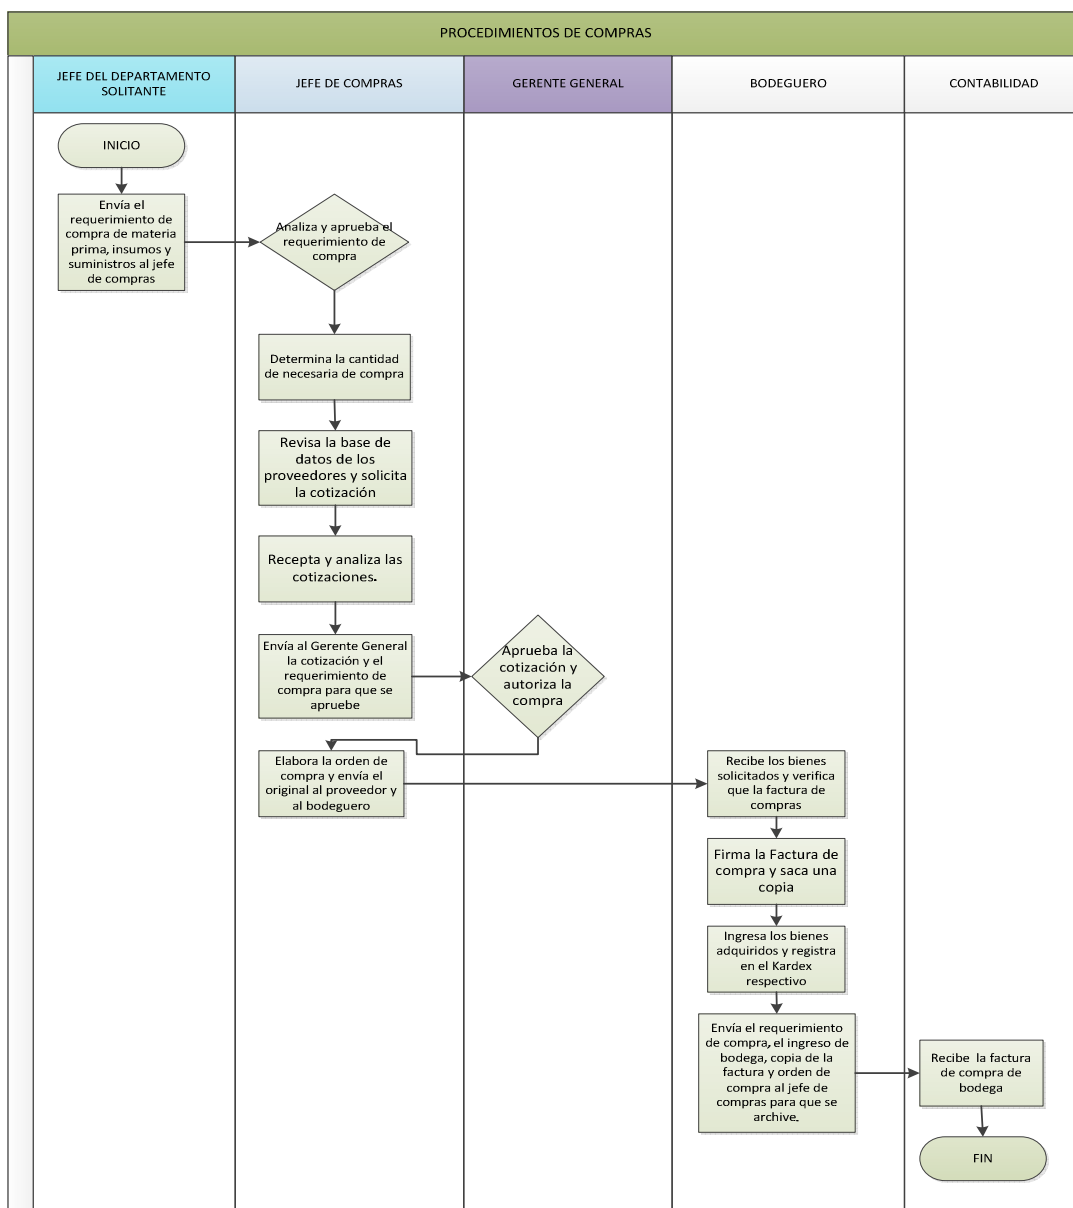 PROCEDIMIENTOS DE COMPRAS
JEFE DEL DEPARTAMENTO
SOLITANTE
JEFE DE COMPRAS
GERENTE GENERAL
BODEGUERO
CONTABILIDAD
INICIO
Envía el
requerimiento de
compra de materia
prima, insumos y
suministros al jefe
de compras
Analiza y aprueba el
requerimiento de
compra
Determina la cantidad
de necesaria de compra
Revisa la base de
datos de los
proveedores y solicita
la cotización
Recepta y analiza las
cotizaciones.
Envía al Gerente General
la cotización y el
requerimiento de
compra para que se
apruebe
Aprueba la
cotización y
autoriza la
compra
Elabora la orden de
compra y envía el
original al proveedor y
al bodeguero
Recibe los bienes
solicitados y verifica
que la factura de
compras
Firma la Factura de
compra y saca una
copia
Ingresa los bienes
adquiridos y registra
en el Kardex
respectivo
Envía el requerimiento
de compra, el ingreso de
bodega, copia de la
factura y orden de
compra al jefe de
compras para que se
archive.
Recibe la factura
de compra de
bodega
FIN